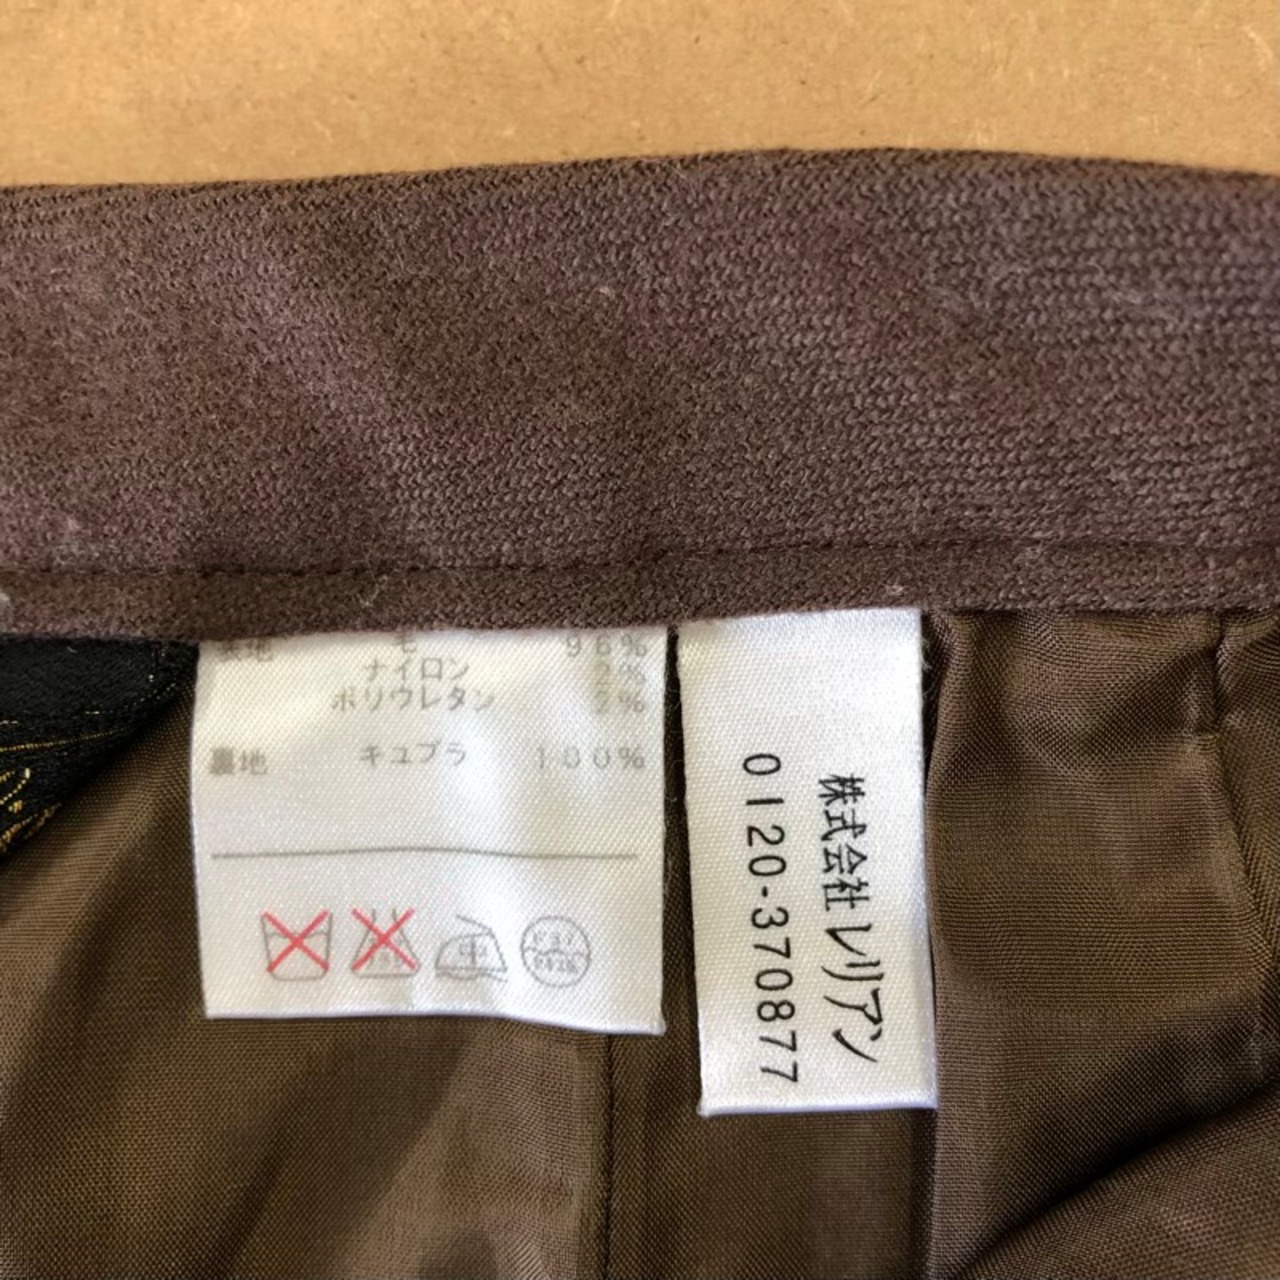 表地 毛 96%
ナイロン 2%
ポリウレタン 2%
裏地 キュプラ 100%
中
株式会社レリアン
0120-370877